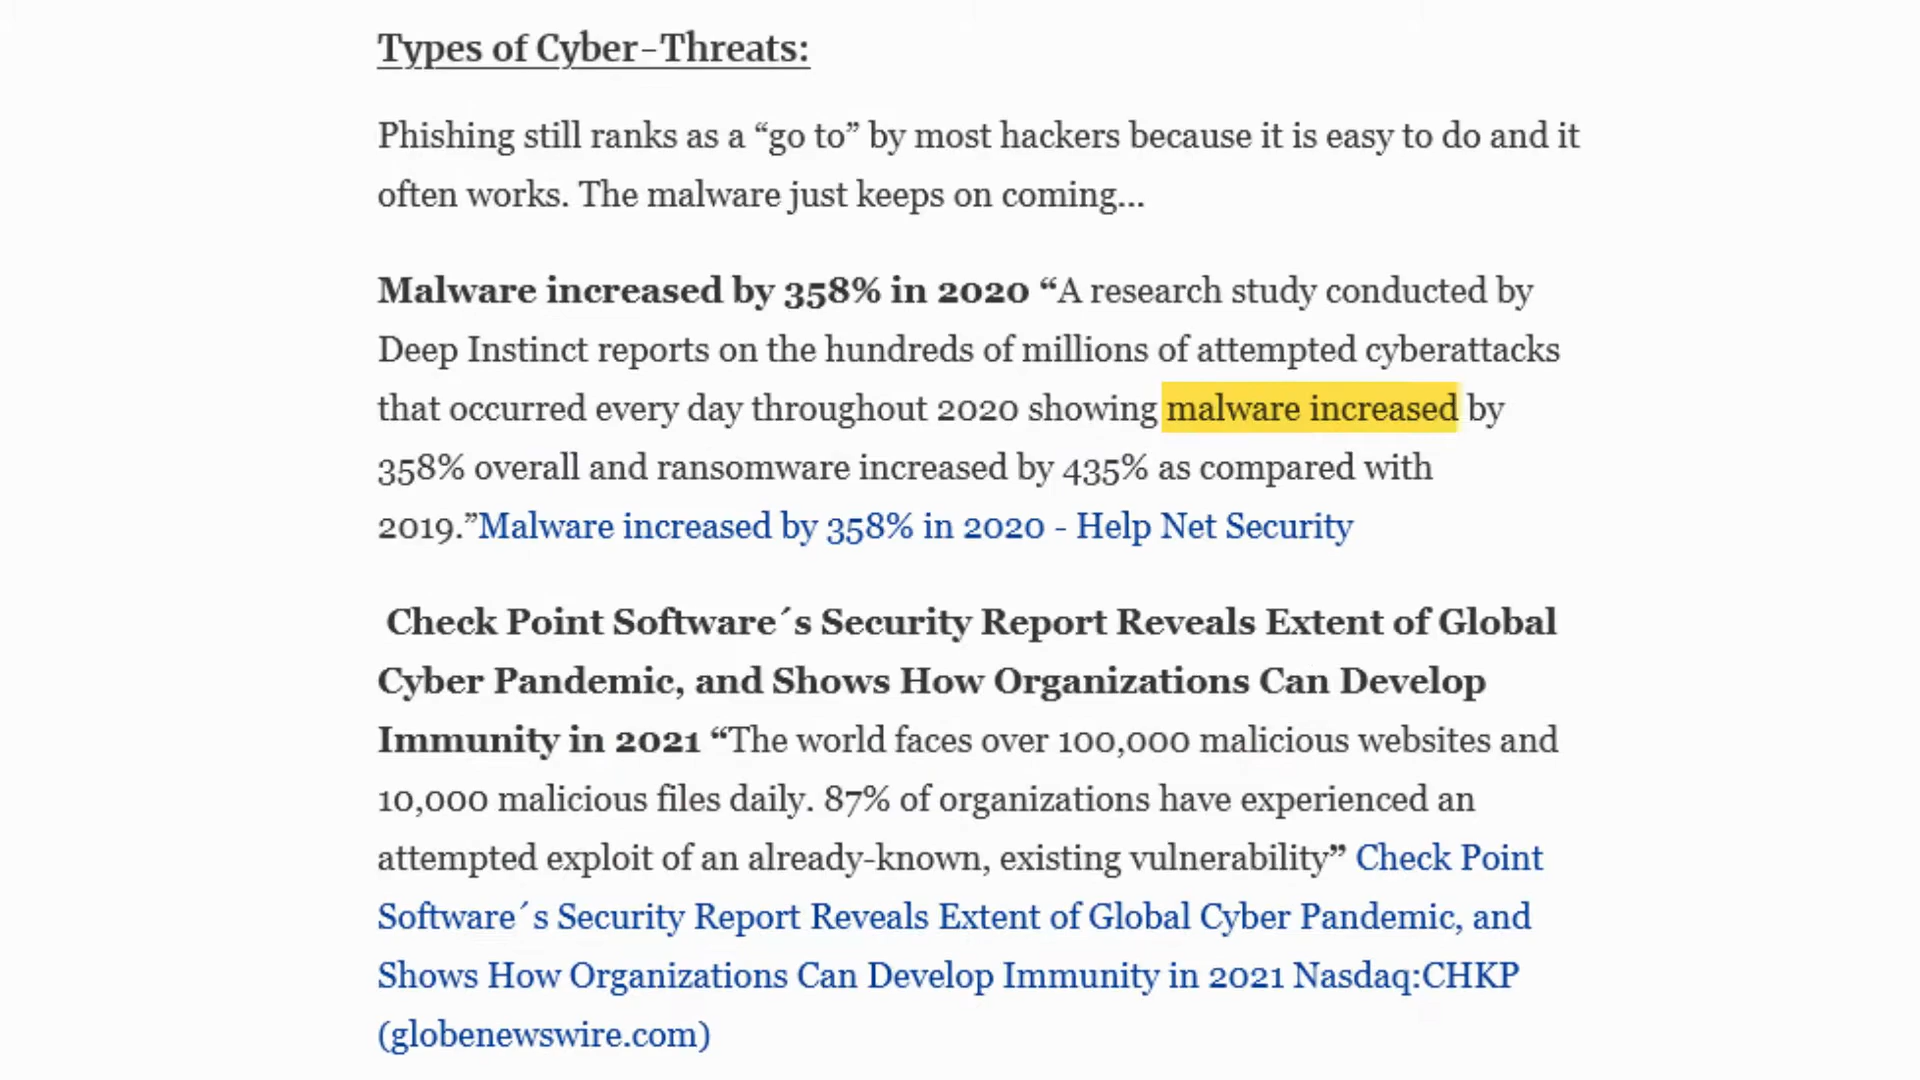 Types of Cyber-Threats:
Phishing still ranks as a “go to” by most hackers because it is easy to do and it
often works. The malware just keeps on coming...
Malware increased by 358% in 2020 “A research study conducted by
Deep Instinct reports on the hundreds of millions of attempted cyberattacks
that occurred every day throughout 2020 showing malware increased by
358% overall and ransomware increased by 435% as compared with
2019.”Malware increased by 358% in 2020 - Help Net Security
Check Point Software´s Security Report Reveals Extent of Global
Cyber Pandemic, and Shows How Organizations Can Develop
Immunity in 2021 “The world faces over 100,000 malicious websites and
10,000 malicious files daily. 87% of organizations have experienced an
attempted exploit of an already-known, existing vulnerability” Check Point
Software´s Security Report Reveals Extent of Global Cyber Pandemic, and
Shows How Organizations Can Develop Immunity in 2021 Nasdaq:CHKP
(globenewswire.com)